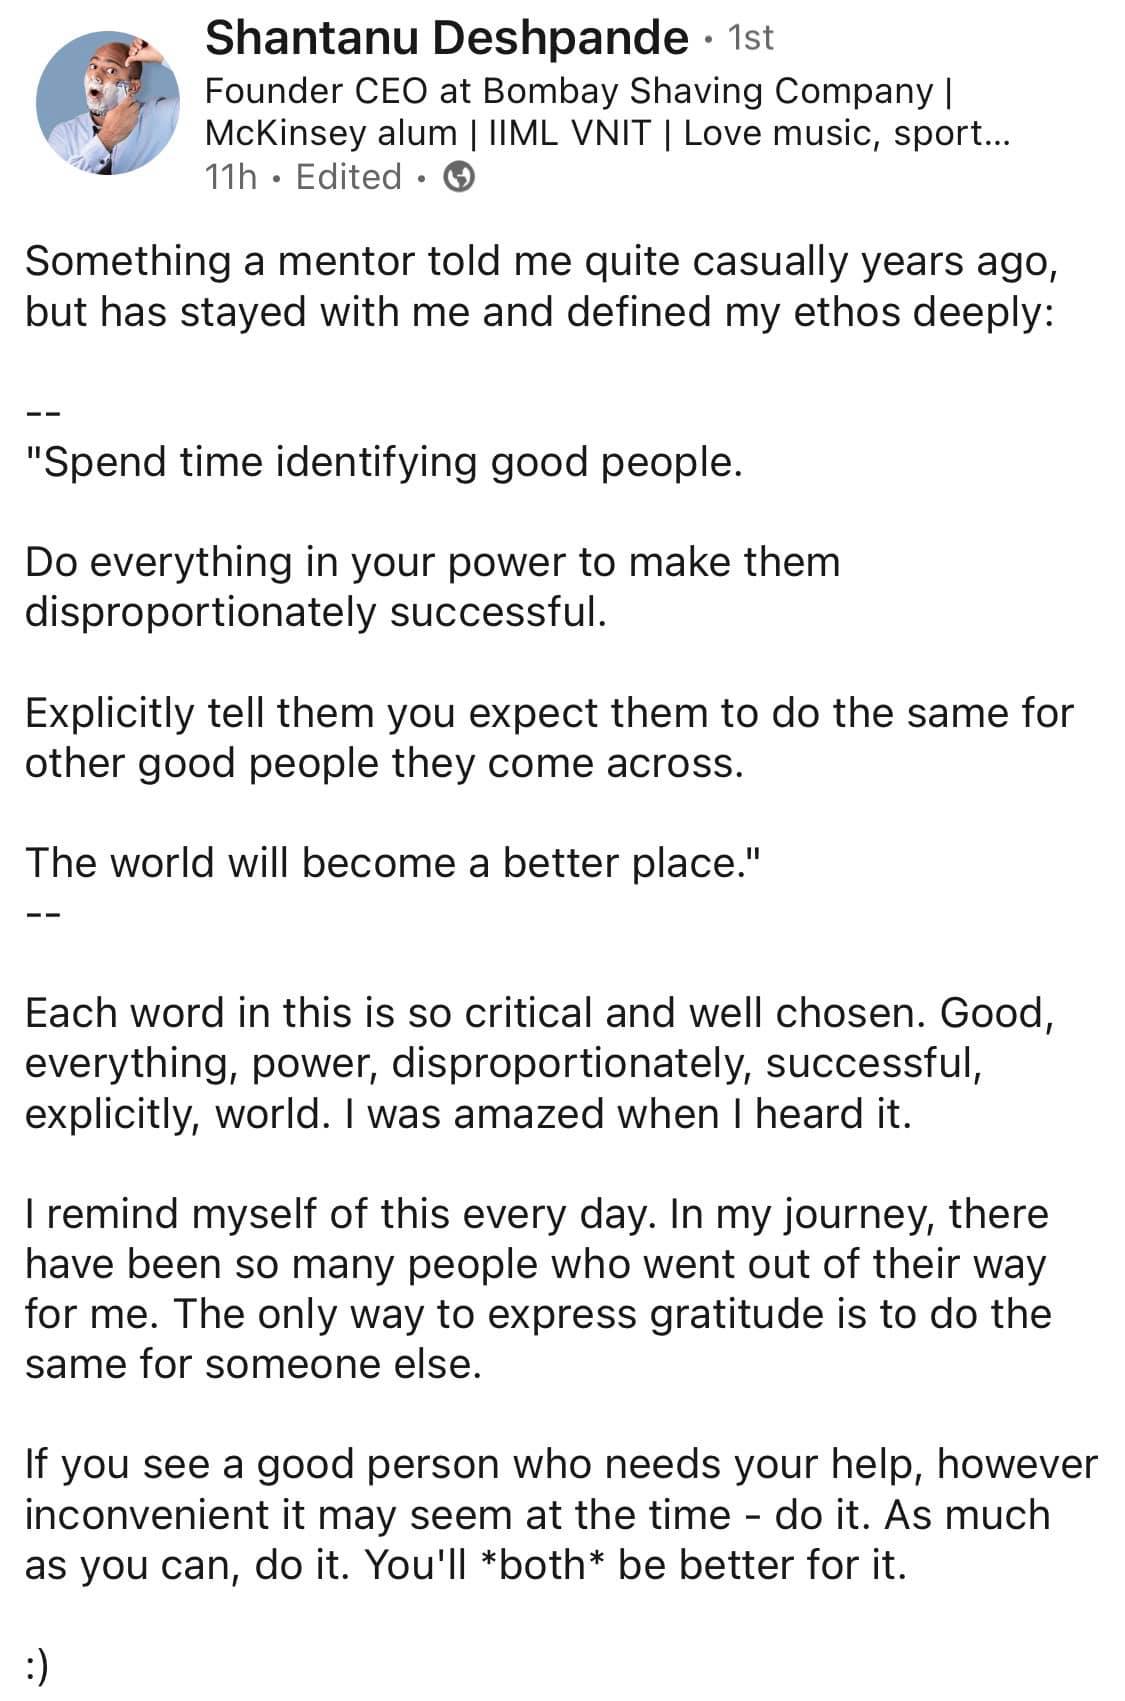 Shantanu Deshpande · 1st
Founder CEO at Bombay Shaving Company |
McKinsey alum | IIML VNIT | Love music, sport...
11h • Edited •
Something a mentor told me quite casually years ago,
but has stayed with me and defined my ethos deeply:
--
"Spend time identifying good people.
Do everything in your power to make them
disproportionately successful.
Explicitly tell them you expect them to do the same for
other good people they come across.
The world will become a better place."
--
Each word in this is so critical and well chosen. Good,
everything, power, disproportionately, successful,
explicitly, world. I was amazed when I heard it.
I remind myself of this every day. In my journey, there
have been so many people who went out of their way
for me. The only way to express gratitude is to do the
same for someone else.
If you see a good person who needs your help, however
inconvenient it may seem at the time - do it. As much
as you can, do it. You'll *both* be better for it.
:)